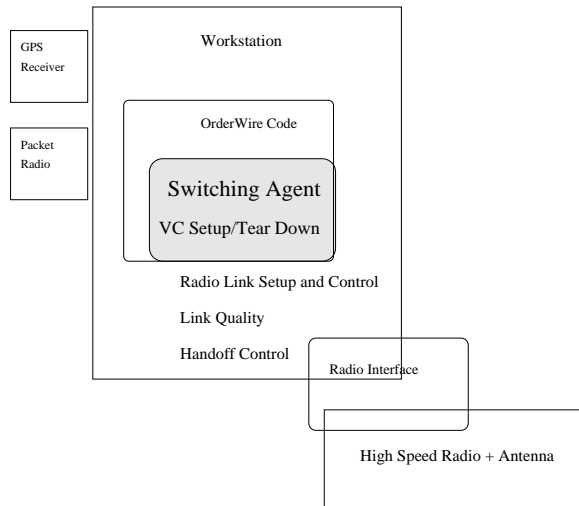 Workstation
GPS
Receiver
OrderWire Code
Packet
Radio
Switching Agent
VC Setup/Tear Down
Radio Link Setup and Control
Link Quality
Handoff Control
Radio Interface
High Speed Radio + Antenna